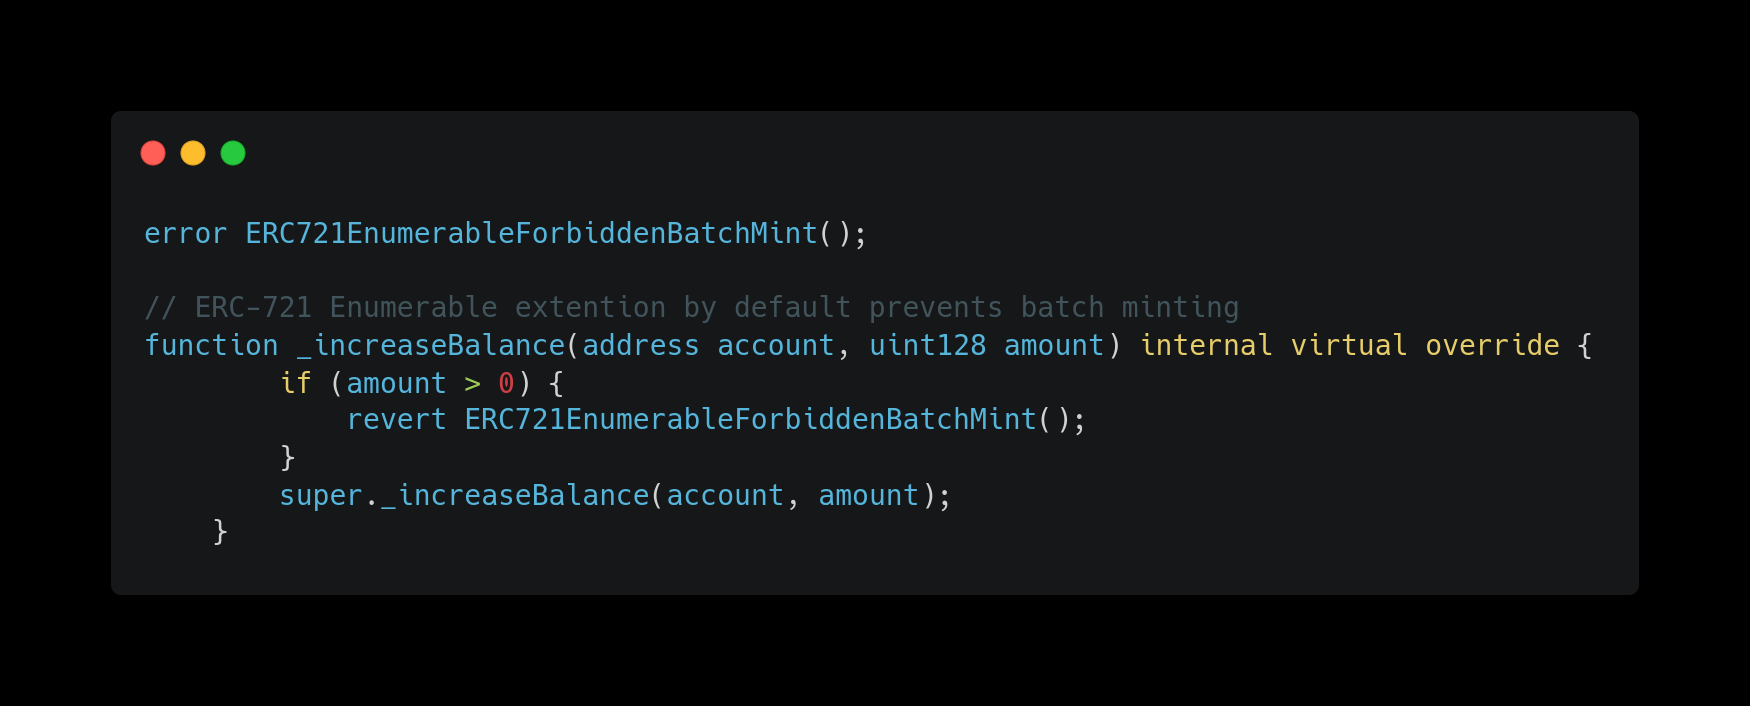 error ERC721EnumerableForbiddenBatchMint();
// ERC-721 Enumerable extention by default prevents batch minting
function _increaseBalance(address account, uint128 amount) internal virtual override {
if (amount > 0) {
revert ERC721EnumerableForbiddenBatchMint();
}
super._increaseBalance(account, amount);
}